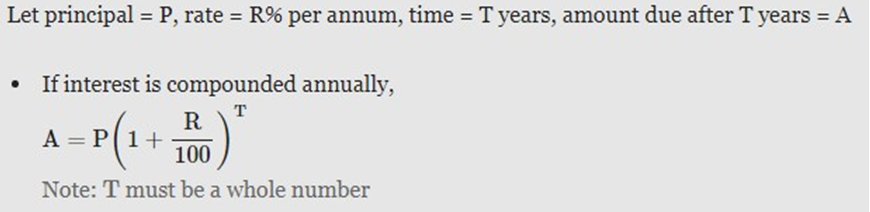 Let principal = P, rate = R% per annum, time = T years, amount due after T years = A
• If interest is compounded annually,
A = P(1 + R/100)^T
Note: T must be a whole number